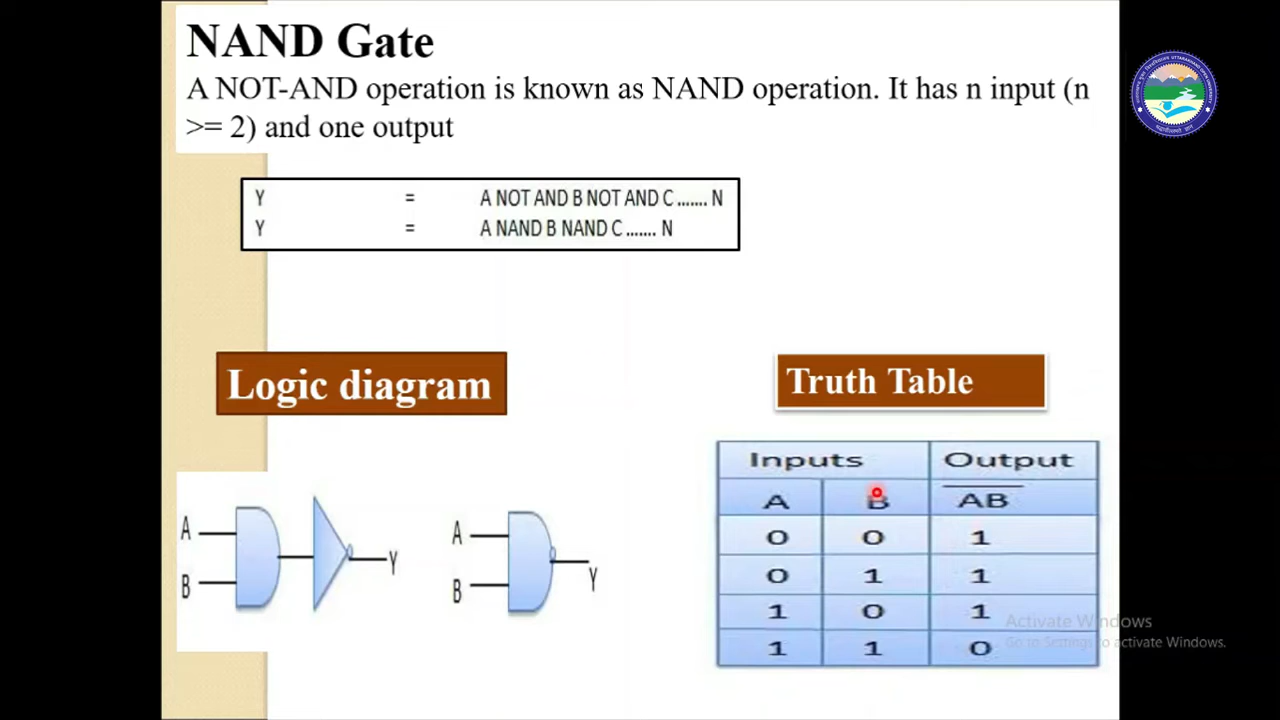 NAND Gate
A NOT-AND operation is known as NAND operation. It has n input (n
>= 2) and one output
Y = A NOT AND B NOT AND C ....... N
Y = A NAND B NAND C ....... N
Logic diagram
Truth Table
A
B
Y
A
B
Y
Inputs Output
A B A̅B̅
0 0 1
0 1 1
1 0 1
1 1 0
Activate Windows
Go to Settings to activate Windows.